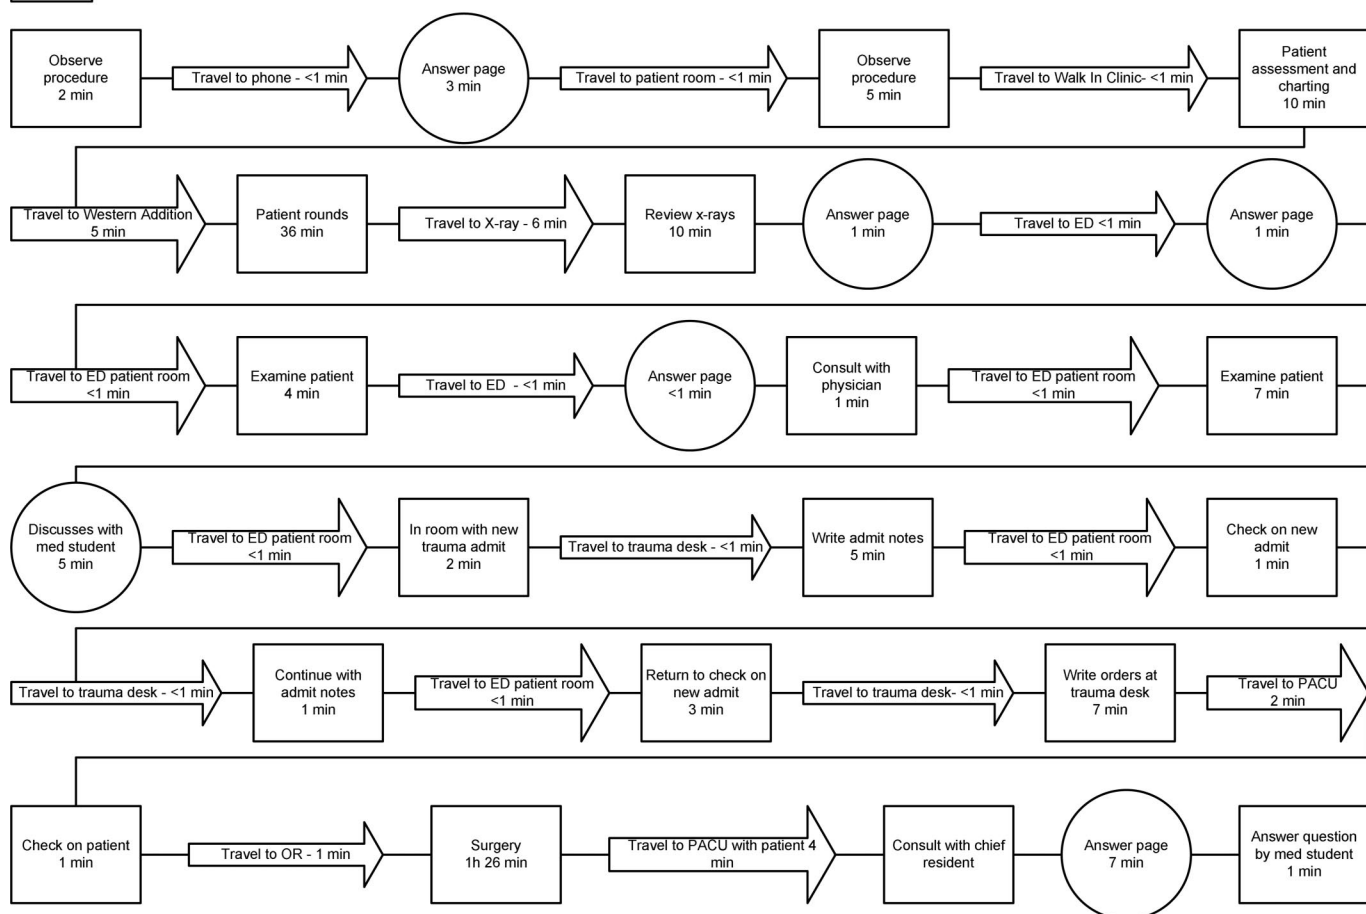 Observe
procedure
2 min
Travel to phone - <1 min
Answer page
3 min
Travel to patient room - <1 min
Observe
procedure
5 min
Travel to Walk In Clinic- <1 min
Patient
assessment and
charting
10 min
Travel to Western Addition
5 min
Patient rounds
36 min
Travel to X-ray - 6 min
Review x-rays
10 min
Answer page
1 min
Travel to ED <1 min
Answer page
1 min
Travel to ED patient room
<1 min
Examine patient
4 min
Travel to ED - <1 min
Answer page
<1 min
Consult with
physician
1 min
Travel to ED patient room
<1 min
Examine patient
7 min
Discusses with
med student
5 min
Travel to ED patient room
<1 min
In room with new
trauma admit
2 min
Travel to trauma desk - <1 min
Write admit notes
5 min
Travel to ED patient room
<1 min
Check on new
admit
1 min
Travel to trauma desk - <1 min
Continue with
admit notes
1 min
Travel to ED patient room
<1 min
Return to check on
new admit
3 min
Travel to trauma desk- <1 min
Write orders at
trauma desk
7 min
Travel to PACU
2 min
Check on patient
1 min
Travel to OR - 1 min
Surgery
1h 26 min
Travel to PACU with patient 4
min
Consult with chief
resident
Answer page
7 min
Answer question
by med student
1 min